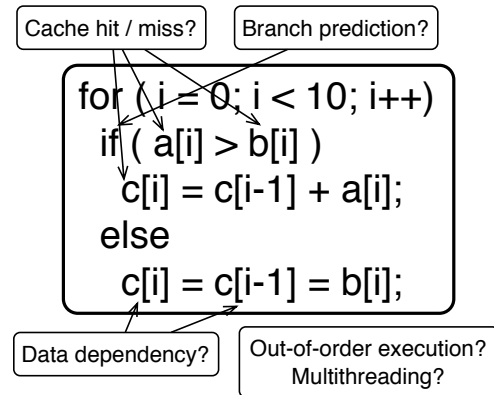 Cache hit / miss?
Branch prediction?
for ( i = 0; i < 10; i++)
if ( a[i] > b[i] )
c[i] = c[i-1] + a[i];
else
c[i] = c[i-1] = b[i];
Data dependency?
Out-of-order execution?
Multithreading?